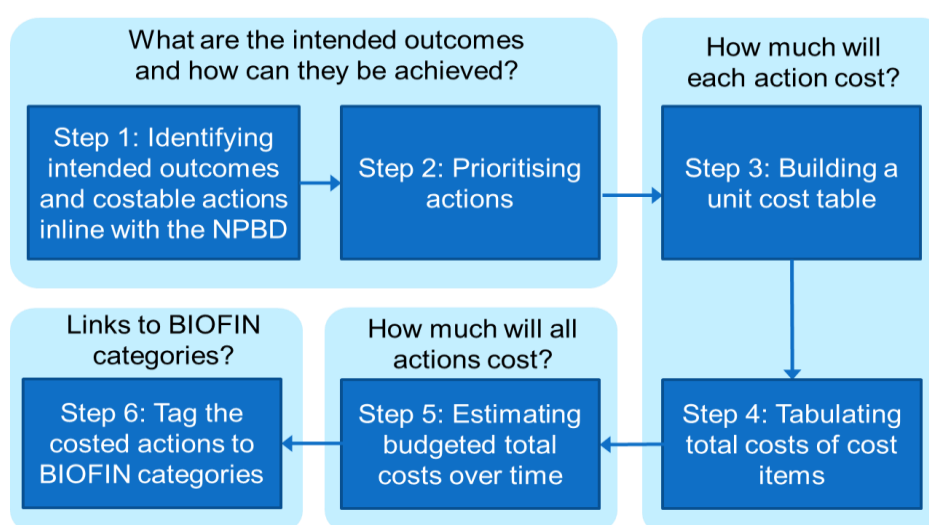 What are the intended outcomes
and how can they be achieved?
Step 1: Identifying
intended outcomes
and costable actions
inline with the NPBD
Step 2: Prioritising
actions
How much will
each action cost?
Step 3: Building a
unit cost table
Step 4: Tabulating
total costs of cost
items
How much will all
actions cost?
Step 5: Estimating
budgeted total
costs over time
Links to BIOFIN
categories?
Step 6: Tag the
costed actions to
BIOFIN categories